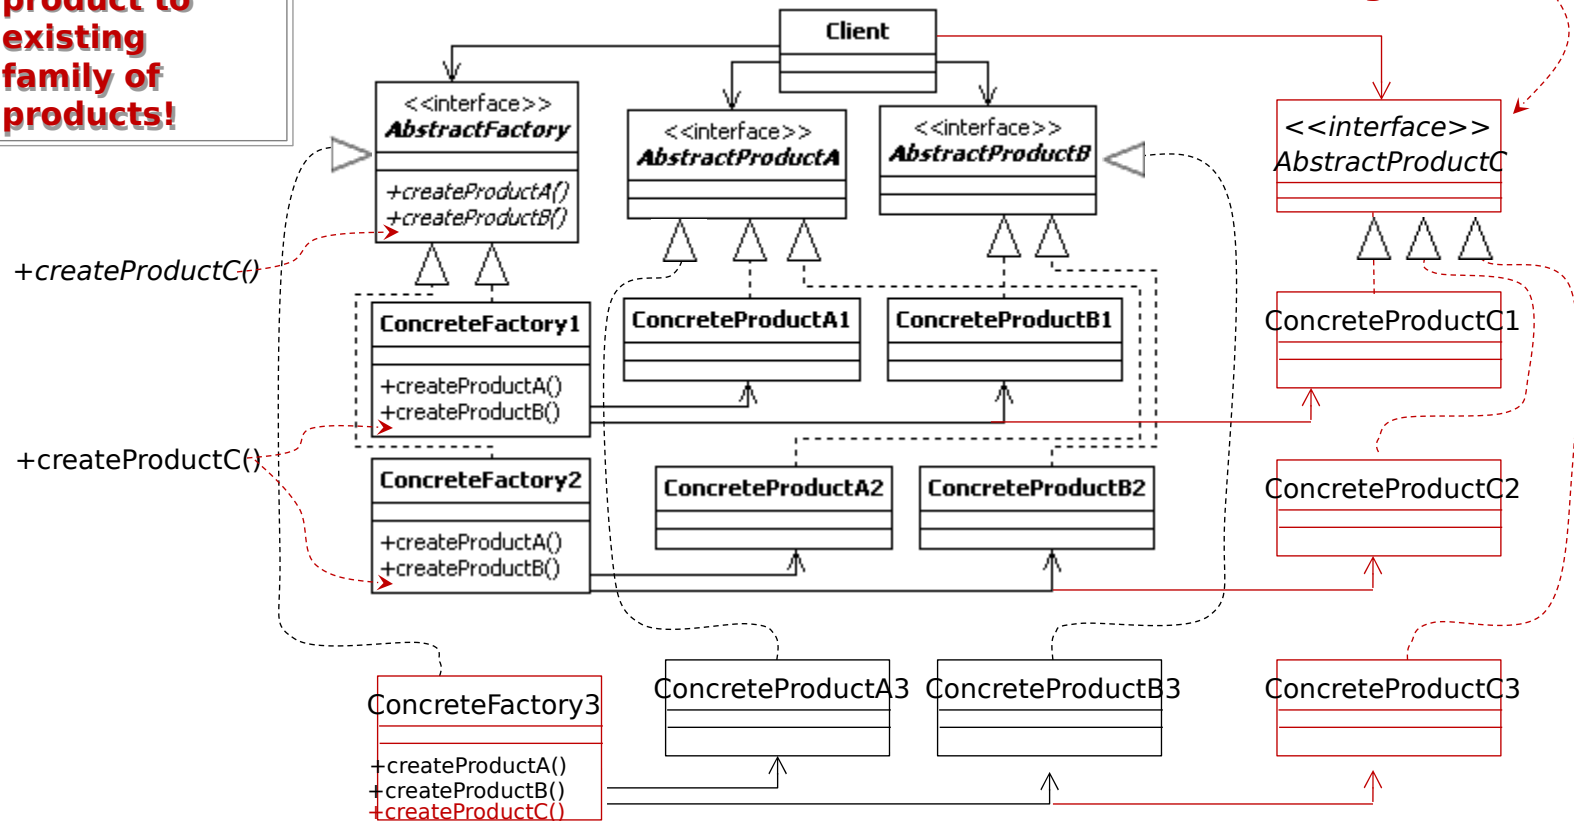 product to
existing
family of
products!
Client
<<interface>>
AbstractFactory
+createProductA()
+createProductB()
<<interface>>
AbstractProductA
<<interface>>
AbstractProductB
<<interface>>
AbstractProductC
+createProductC()
ConcreteFactory1
+createProductA()
+createProductB()
ConcreteProductA1
ConcreteProductB1
ConcreteProductC1
+createProductC()
ConcreteFactory2
+createProductA()
+createProductB()
ConcreteProductA2
ConcreteProductB2
ConcreteProductC2
ConcreteFactory3
+createProductA()
+createProductB()
+createProductC()
ConcreteProductA3
ConcreteProductB3
ConcreteProductC3